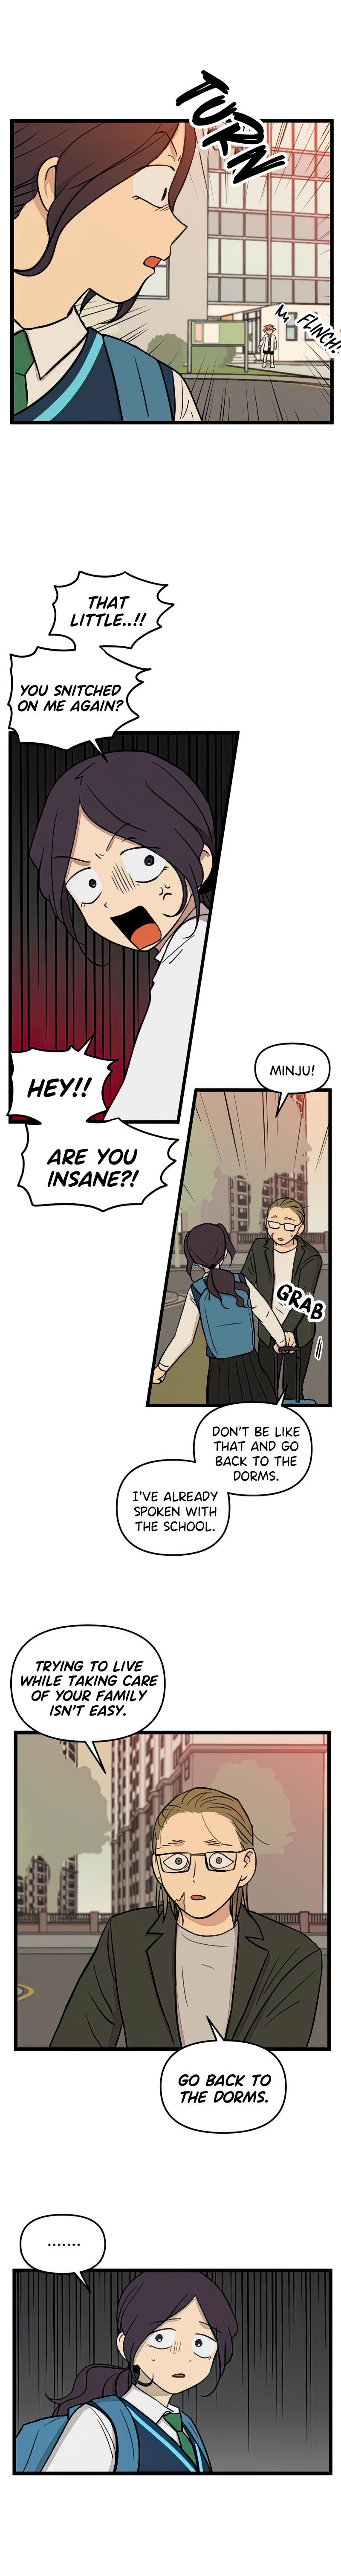 TURN
FLINCH!!
THAT
LITTLE..!!
YOU SNITCHED
ON ME AGAIN?
HEY!!
ARE YOU
INSANE?!
MINJU!
GRAB
DON'T BE LIKE
THAT AND GO
BACK TO THE
DORMS.
I'VE ALREADY
SPOKEN WITH
THE SCHOOL.
TRYING TO LIVE
WHILE TAKING CARE
OF YOUR FAMILY
ISN'T EASY.
GO BACK TO
THE DORMS.
.......